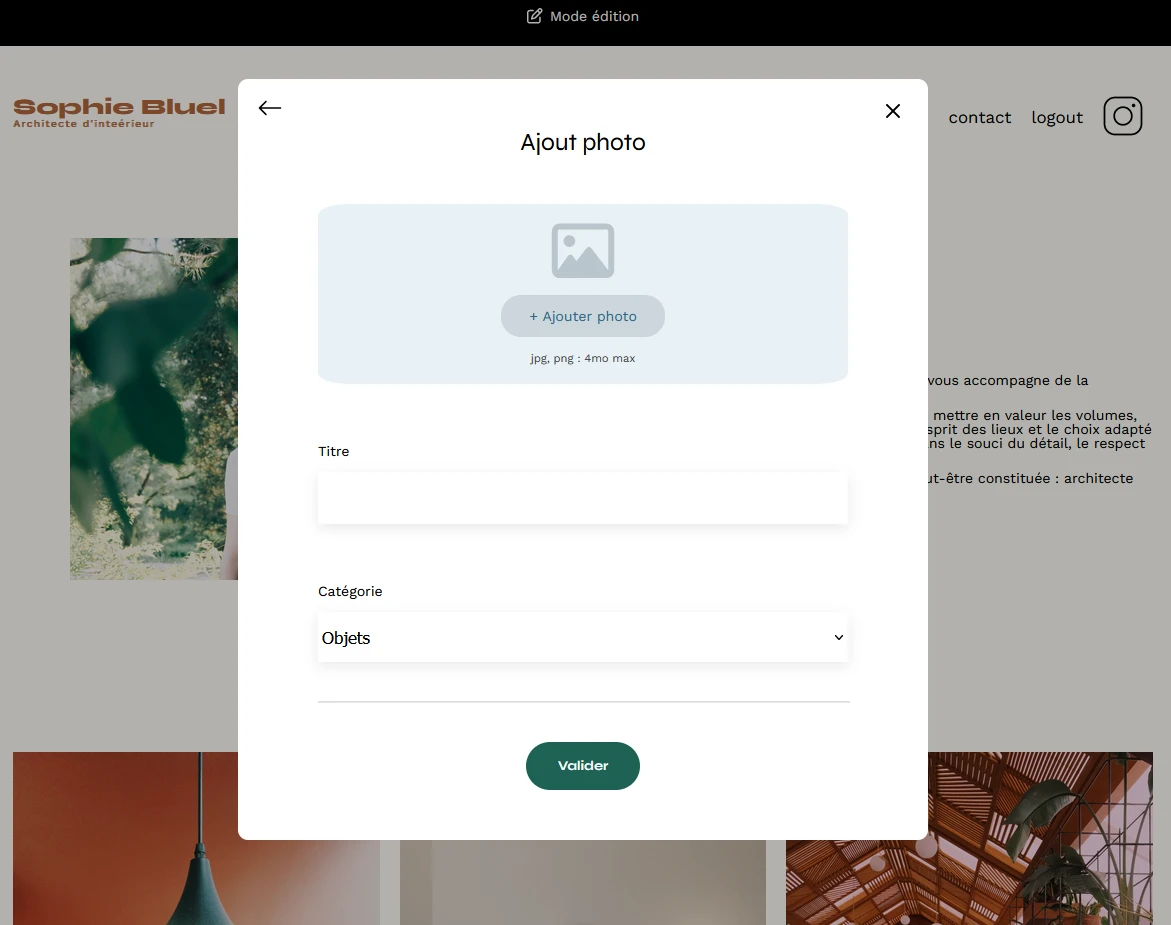 Mode édition
Sophie Bluel
Architecte d'inteérieur
contact
logout
Ajout photo
+ Ajouter photo
jpg, png : 4mo max
vous accompagne de la
mettre en valeur les volumes,
sprit des lieux et le choix adapté
ns le souci du détail, le respect
ut-être constituée : architecte
Titre
Catégorie
Objets
Valider